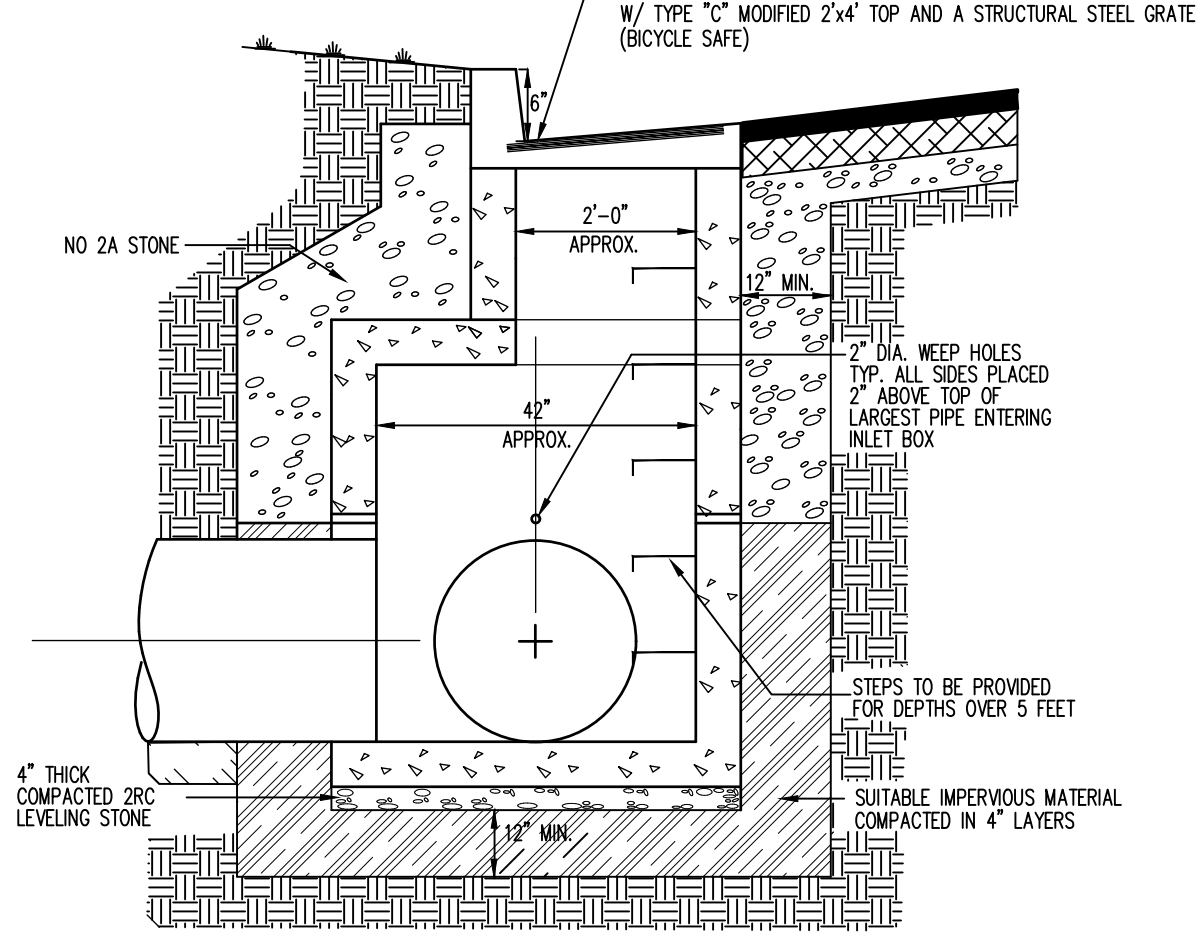 W/ TYPE "C" MODIFIED 2'x4' TOP AND A STRUCTURAL STEEL GRATE
(BICYCLE SAFE)
6"
2'-0"
APPROX.
NO 2A STONE
12" MIN.
2" DIA. WEEP HOLES
TYP. ALL SIDES PLACED
2" ABOVE TOP OF
LARGEST PIPE ENTERING
INLET BOX
42"
APPROX.
STEPS TO BE PROVIDED
FOR DEPTHS OVER 5 FEET
4" THICK
COMPACTED 2RC
LEVELING STONE
SUITABLE IMPERVIOUS MATERIAL
COMPACTED IN 4" LAYERS
12" MIN.